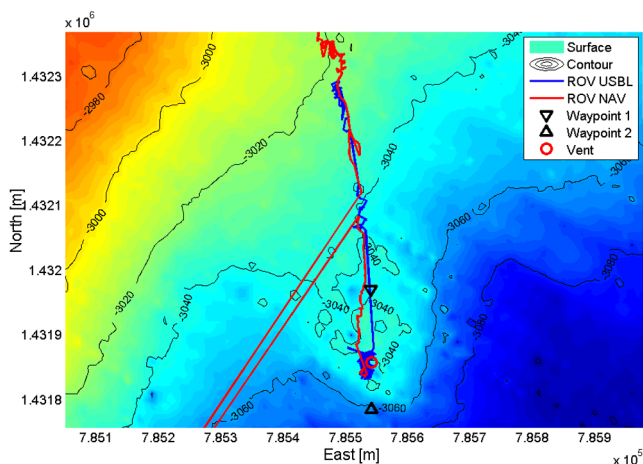 x 10^6
1.4323
1.4322
1.4321
1.432
1.4319
1.4318
North [m]
-2980
-3000
-3020
-3040
-3040
-3060
-3000
-3080
-3020
-3040
-3040
-3040
-3040
-3040
-3060
-3060
Surface
Contour
ROV USBL
ROV NAV
Waypoint 1
Waypoint 2
Vent
7.851 7.852 7.853 7.854 7.855 7.856 7.857 7.858 7.859
East [m]
x 10^5